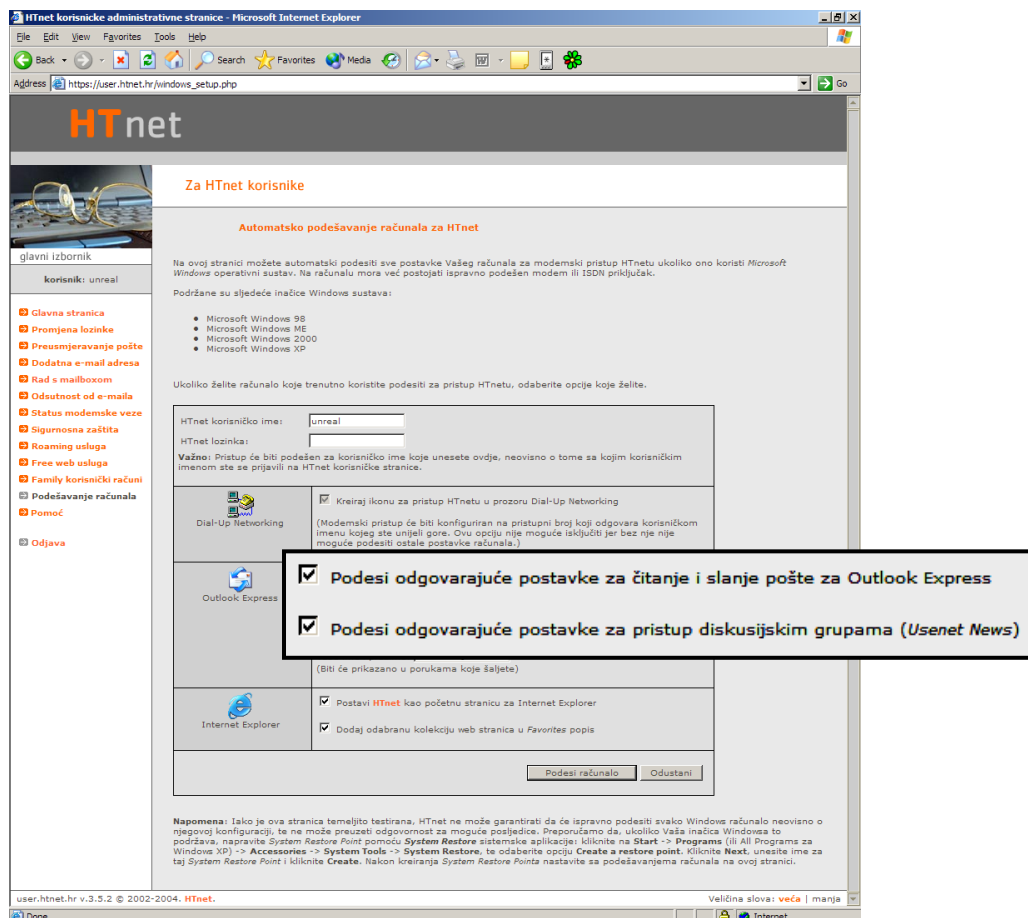 HTnet korisnicke administrativne stranice - Microsoft Internet Explorer
File Edit View Favorites Tools Help
Back Search Favorites Media
Address https://user.htnet.hr/windows_setup.php Go
HTnet
Za HTnet korisnike
glavni izbornik
korisnik: unreal
Glavna stranica
Promjena lozinke
Preusmjeravanje pošte
Dodatna e-mail adresa
Rad s mailboxom
Odsutnost od e-maila
Status modemske veze
Sigurnosna zaštita
Roaming usluga
Free web usluga
Family korisnički računi
Podešavanje računala
Pomoć
Odjava
Automatsko podešavanje računala za HTnet
Na ovoj stranici možete automatski podesiti sve postavke Vašeg računala za modemski pristup HTnetu ukoliko ono koristi Microsoft
Windows operativni sustav. Na računalu mora već postojati ispravno podešen modem ili ISDN priključak.
Podržane su sljedeće inačice Windows sustava:
Microsoft Windows 98
Microsoft Windows ME
Microsoft Windows 2000
Microsoft Windows XP
Ukoliko želite računalo koje trenutno koristite podesiti za pristup HTnetu, odaberite opcije koje želite.
HTnet korisničko ime: unreal
HTnet lozinka:
Važno: Pristup će biti podešen za korisničko ime koje unesete ovdje, neovisno o tome sa kojim korisničkim
imenom ste se prijavili na HTnet korisničke stranice.
Dial-Up Networking
Kreiraj ikonu za pristup HTnetu u prozoru Dial-Up Networking
(Modemski pristup će biti konfiguriran na pristupni broj koji odgovara korisničkom
imenu kojeg ste unijeli gore. Ovu opciju nije moguće isključiti jer bez nje nije
moguće podesiti ostale postavke računala.)
Outlook Express
Podesi odgovarajuće postavke za čitanje i slanje pošte za Outlook Express
Podesi odgovarajuće postavke za pristup diskusijskim grupama (Usenet News)
(Biti će prikazano u porukama koje šaljete)
Internet Explorer
Postavi HTnet kao početnu stranicu za Internet Explorer
Dodaj odabranu kolekciju web stranica u Favorites popis
Podesi računalo Odustani
Napomena: Iako je ova stranica temeljito testirana, HTnet ne može garantirati da će ispravno podesiti svako Windows računalo neovisno o
njegovoj konfiguraciji, te ne može preuzeti odgovornost za moguće posljedice. Preporučamo da, ukoliko Vaša inačica Windowsa to
podržava, napravite System Restore Point pomoću System Restore sistemske aplikacije: kliknite na Start -> Programs (ili All Programs za
Windows XP) -> Accessories -> System Tools -> System Restore, te odaberite opciju Create a restore point. Kliknite Next, unesite ime za
taj System Restore Point i kliknite Create. Nakon kreiranja System Restore Pointa nastavite sa podešavanjema računala na ovoj stranici.
user.htnet.hr v.3.5.2 © 2002-2004. HTnet. Veličina slova: veća | manja
Done Internet